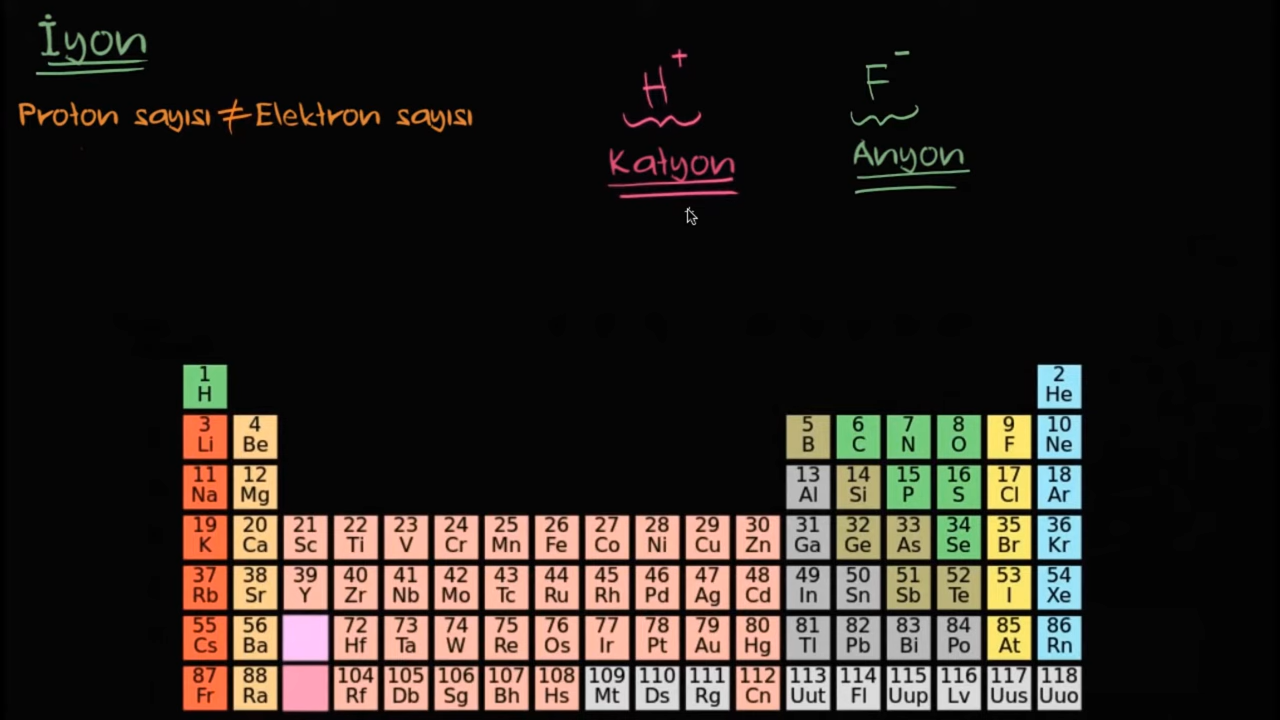 İyon
H+ F−
Proton sayısı ≠ Elektron sayısı
Katyon Anyon
1 2
H He
3 4 5 6 7 8 9 10
Li Be B C N O F Ne
11 12 13 14 15 16 17 18
Na Mg Al Si P S Cl Ar
19 20 21 22 23 24 25 26 27 28 29 30 31 32 33 34 35 36
K Ca Sc Ti V Cr Mn Fe Co Ni Cu Zn Ga Ge As Se Br Kr
37 38 39 40 41 42 43 44 45 46 47 48 49 50 51 52 53 54
Rb Sr Y Zr Nb Mo Tc Ru Rh Pd Ag Cd In Sn Sb Te I Xe
55 56 72 73 74 75 76 77 78 79 80 81 82 83 84 85 86
Cs Ba Hf Ta W Re Os Ir Pt Au Hg Tl Pb Bi Po At Rn
87 88 104 105 106 107 108 109 110 111 112 113 114 115 116 117 118
Fr Ra Rf Db Sg Bh Hs Mt Ds Rg Cn Uut Fl Uup Lv Uus Uuo